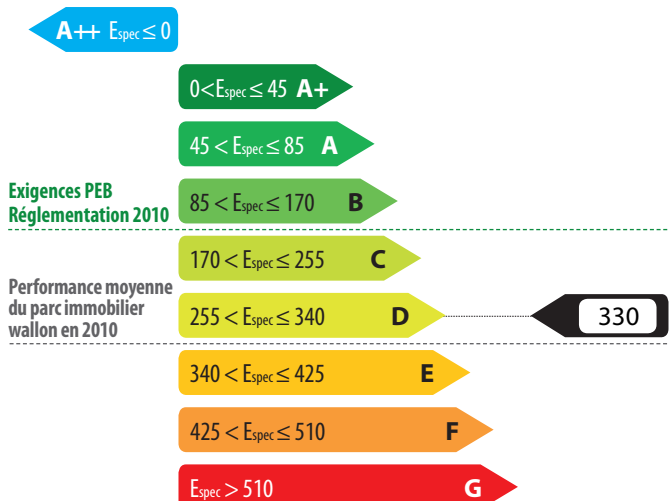 A++ Espec ≤ 0
0<Espec ≤ 45 A+
45 < Espec ≤ 85 A
Exigences PEB
Réglementation 2010
85 < Espec ≤ 170 B
170 < Espec ≤ 255 C
Performance moyenne
du parc immobilier
wallon en 2010
255 < Espec ≤ 340 D
330
340 < Espec ≤ 425 E
425 < Espec ≤ 510 F
Espec > 510 G